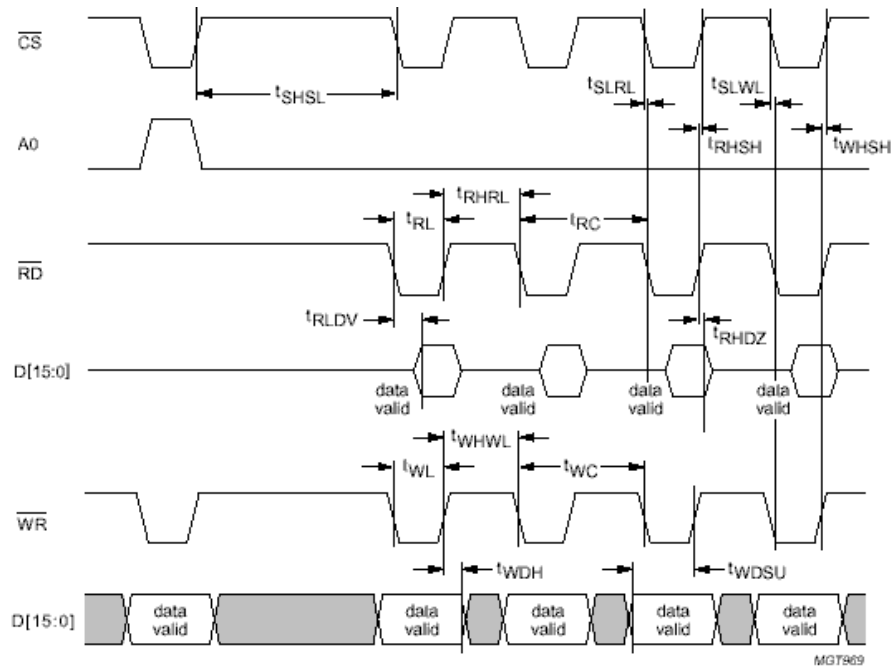 CS
tSHSL
tSLRL
tSLWL
A0
tRHSH
tWHSH
tRHRL
tRL
tRC
RD
tRLDV
tRHDZ
D[15:0]
data valid
data valid
data valid
data valid
tWHWL
tWL
tWC
WR
tWDH
tWDSU
D[15:0]
data valid
data valid
data valid
data valid
data valid
MGT969